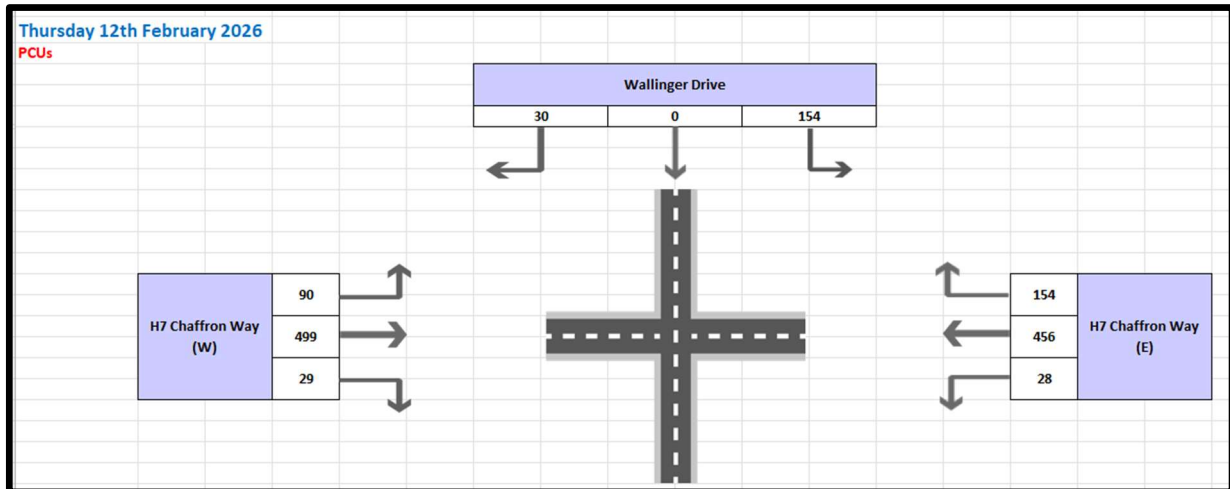 Thursday 12th February 2026
PCUs
Wallinger Drive
30 0 154
90
H7 Chaffron Way
(W)
499
29
154
456
H7 Chaffron Way
(E)
28